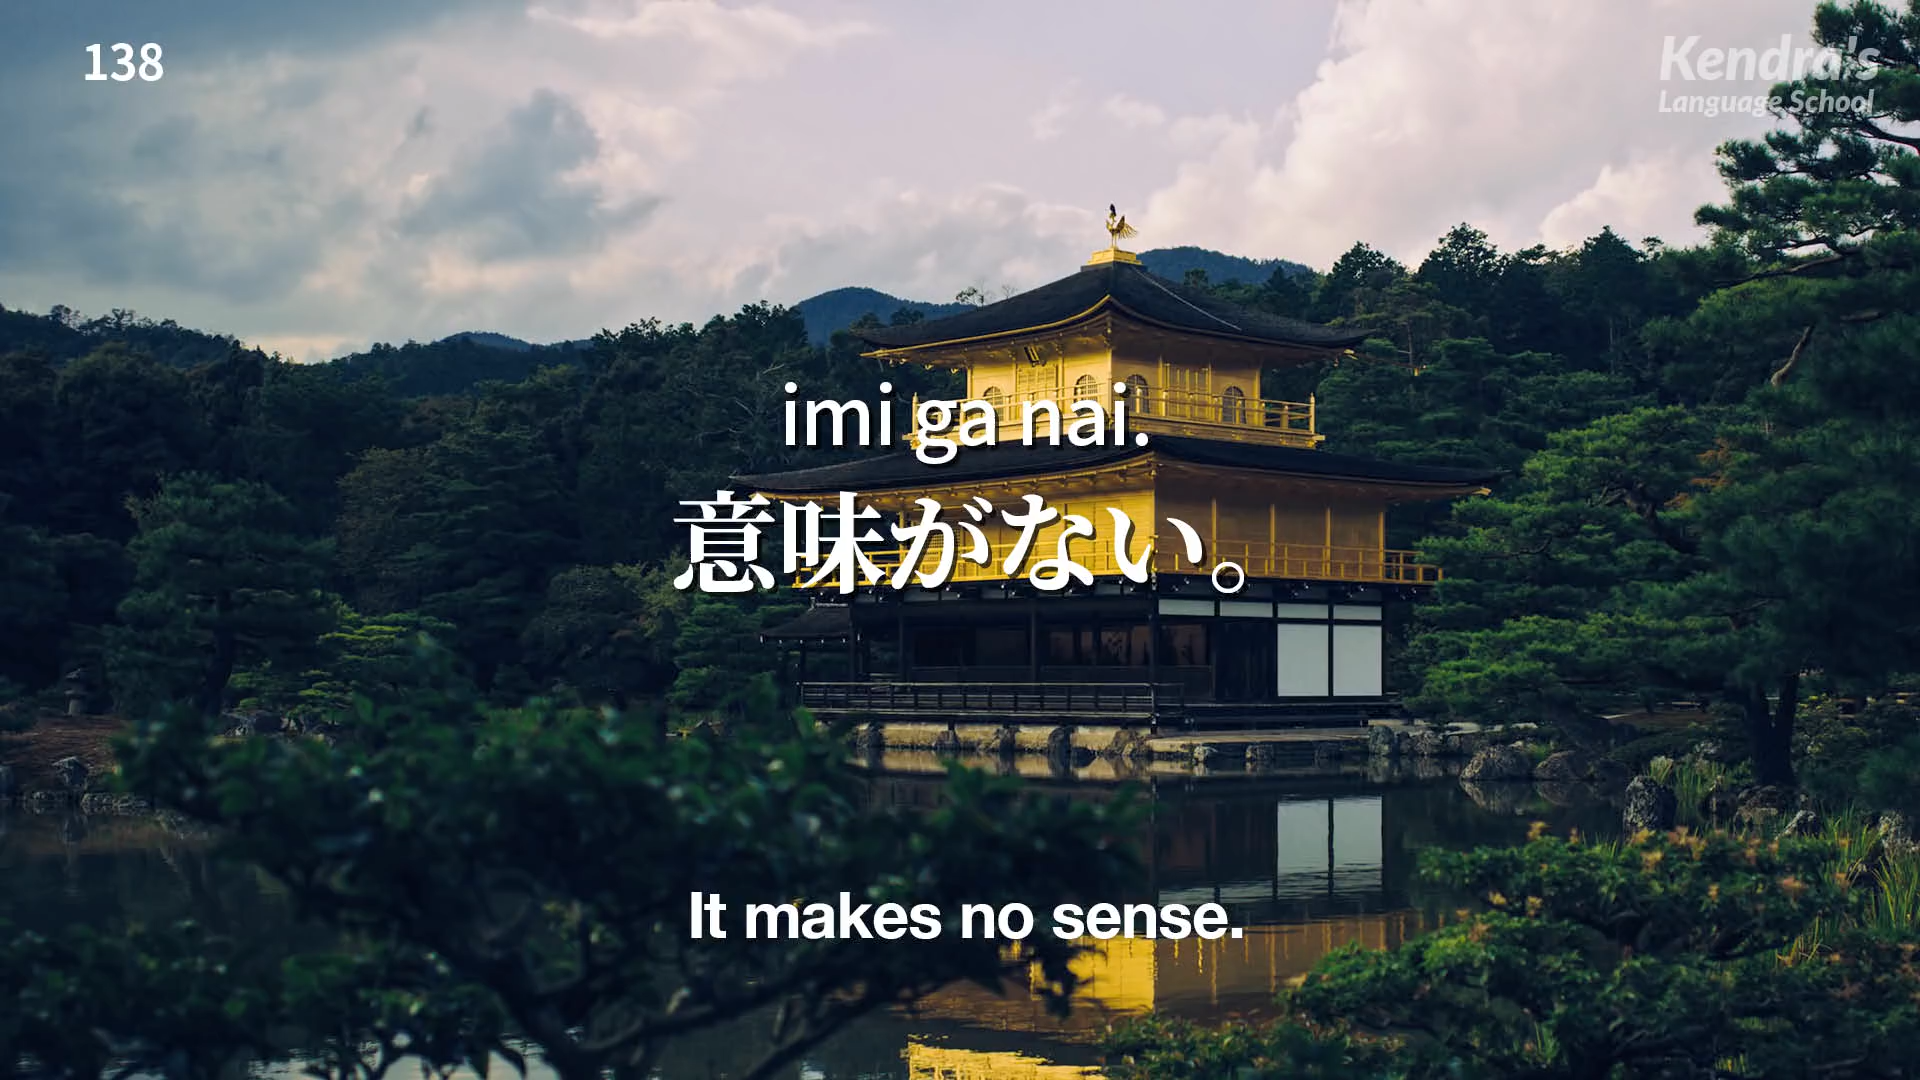 138
Kendra's
Language School
imi ga nai.
意味がない。
It makes no sense.